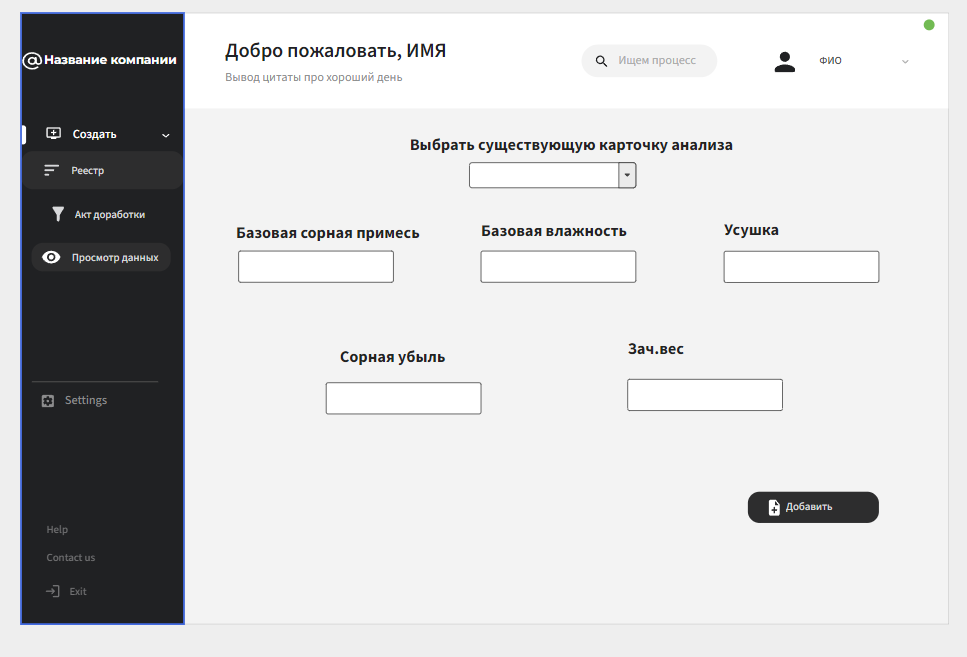 @Название компании
Создать
Реестр
Акт доработки
Просмотр данных
Settings
Help
Contact us
Exit
Добро пожаловать, ИМЯ
Вывод цитаты про хороший день
Ищем процесс
ФИО
Выбрать существующую карточку анализа
Базовая сорная примесь
Базовая влажность
Усушка
Сорная убыль
Зач.вес
Добавить